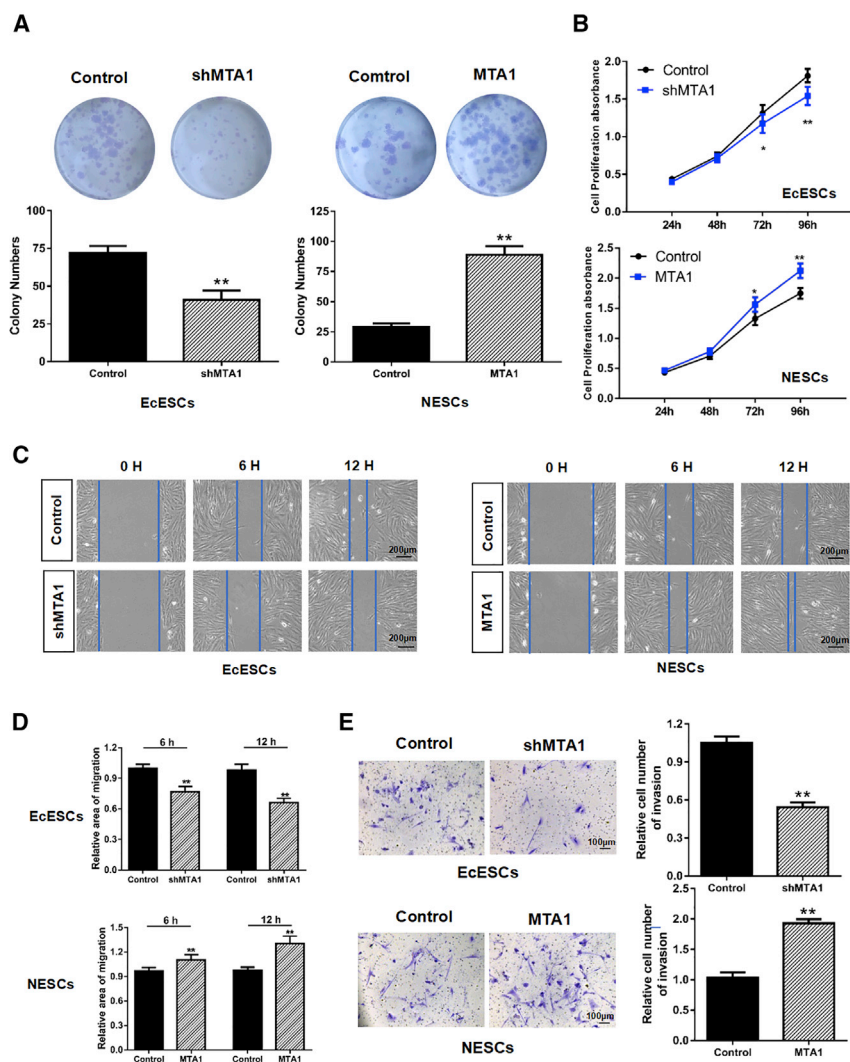 A
Control
shMTA1
Comtrol
MTA1
Colony Numbers
100
75
50
25
0
**
Control
shMTA1
EcESCs
Colony Numbers
125
100
75
50
25
0
**
Control
MTA1
NESCs
B
Cell Proliferation absorbance
2.0
1.5
1.0
0.5
0.0
Control
shMTA1
*
**
EcESCs
24h
48h
72h
96h
Cell Proliferation absorbance
2.5
2.0
1.5
1.0
0.5
0.0
Control
MTA1
*
**
NESCs
24h
48h
72h
96h
C
0 H
6 H
12 H
Control
200μm
shMTA1
200μm
EcESCs
0 H
6 H
12 H
Control
200μm
MTA1
200μm
NESCs
D
EcESCs
Relative area of migration
1.2
0.9
0.6
0.3
0.0
6 h
12 h
**
**
Control
shMTA1
Control
shMTA1
NESCs
Relative area of migration
1.5
1.2
0.9
0.6
0.3
0.0
6 h
12 h
**
**
Control
MTA1
Control
MTA1
E
Control
shMTA1
100μm
EcESCs
Relative cell number
of invasion
1.2
0.9
0.6
0.3
0.0
**
Control
shMTA1
Control
MTA1
100μm
NESCs
Relative cell number
of invasion
2.0
1.5
1.0
0.5
0.0
**
Control
MTA1